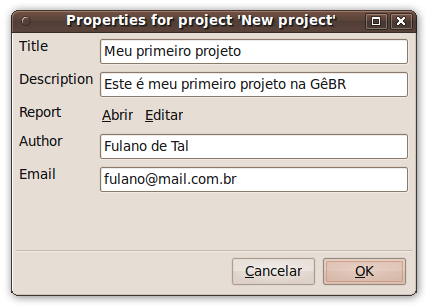 Properties for project 'New project'
Title Meu primeiro projeto
Description Este é meu primeiro projeto na GêBR
Report Abrir Editar
Author Fulano de Tal
Email fulano@mail.com.br
Cancelar OK